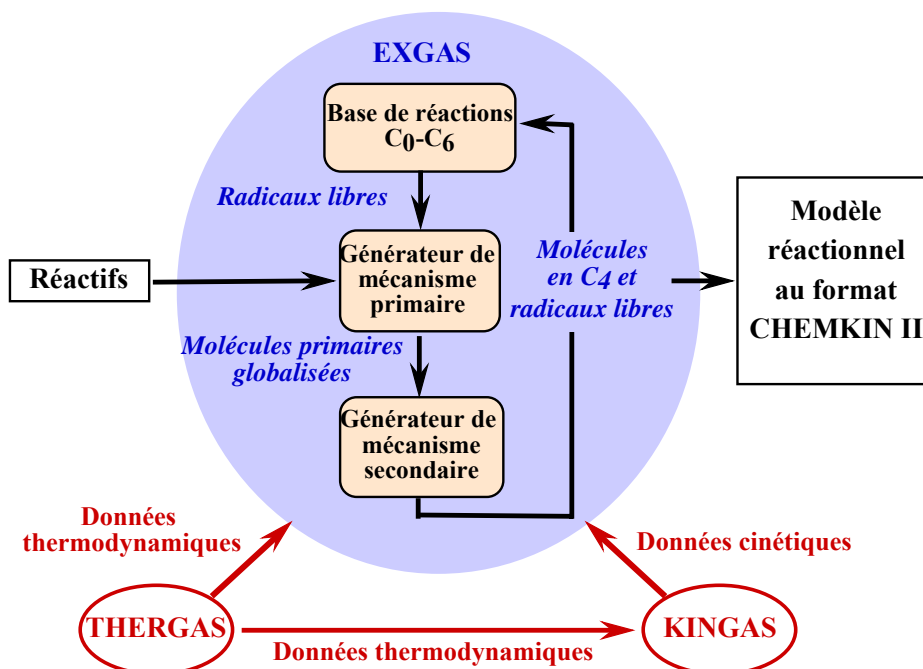 EXGAS
Base de réactions
C0-C6
Radicaux libres
Réactifs
Générateur de
mécanisme
primaire
Molécules
en C4 et
radicaux libres
Modèle
réactionnel
au format
CHEMKIN II
Molécules primaires
globalisées
Générateur de
mécanisme
secondaire
Données
thermodynamiques
Données cinétiques
THERGAS
KINGAS
Données thermodynamiques